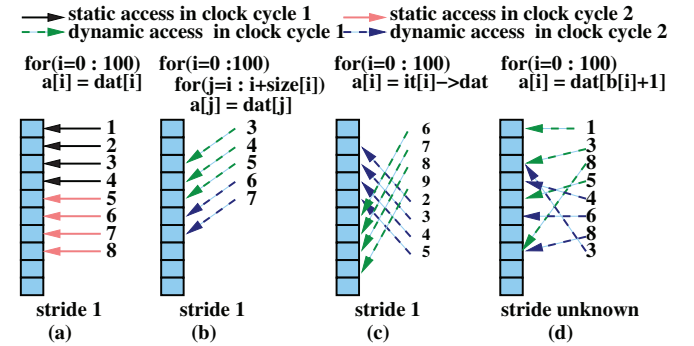 static access in clock cycle 1 static access in clock cycle 2
dynamic access in clock cycle 1 dynamic access in clock cycle 2
for(i=0 : 100)
a[i] = dat[i]
1
2
3
4
5
6
7
8
stride 1
(a)
for(i=0 :100)
for(j=i : i+size[i])
a[j] = dat[j]
3
4
5
6
7
stride 1
(b)
for(i=0 : 100)
a[i] = it[i]->dat
6
7
8
9
2
3
4
5
stride 1
(c)
for(i=0 : 100)
a[i] = dat[b[i]+1]
1
3
8
5
4
6
8
3
stride unknown
(d)